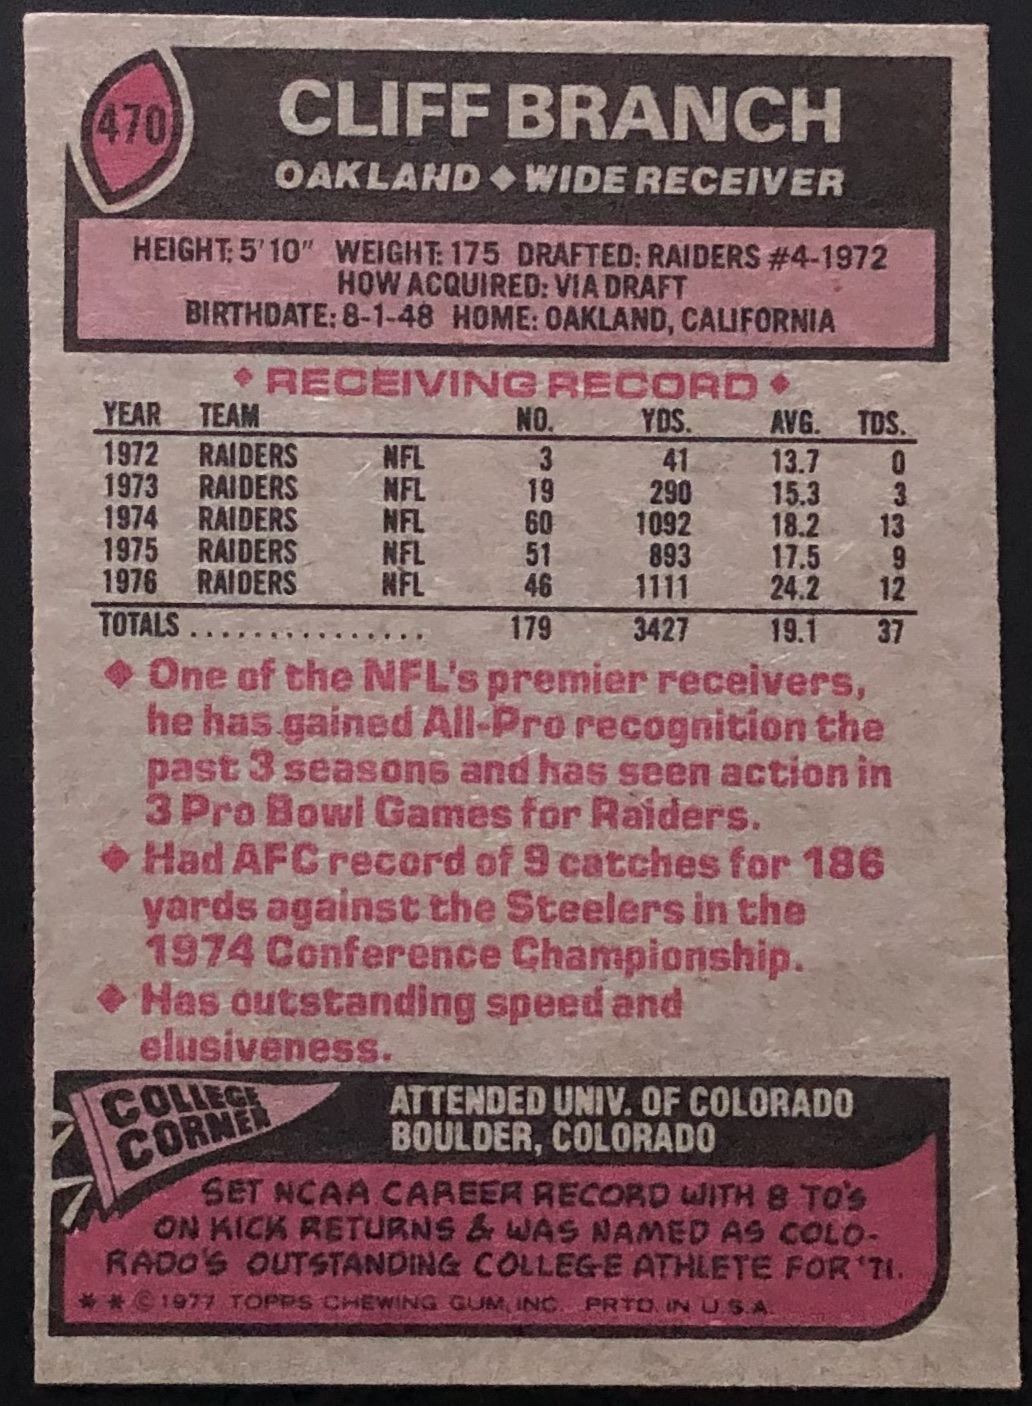 470
CLIFF BRANCH
OAKLAND ◆ WIDE RECEIVER
HEIGHT: 5'10" WEIGHT: 175 DRAFTED: RAIDERS #4-1972
HOW ACQUIRED: VIA DRAFT
BIRTHDATE: 8-1-48 HOME: OAKLAND, CALIFORNIA
◆ RECEIVING RECORD ◆
YEAR TEAM NO. YDS. AVG. TDS.
1972 RAIDERS NFL 3 41 13.7 0
1973 RAIDERS NFL 19 290 15.3 3
1974 RAIDERS NFL 60 1092 18.2 13
1975 RAIDERS NFL 51 893 17.5 9
1976 RAIDERS NFL 46 1111 24.2 12
TOTALS ............... 179 3427 19.1 37
◆ One of the NFL's premier receivers,
he has gained All-Pro recognition the
past 3 seasons and has seen action in
3 Pro Bowl Games for Raiders.
◆ Had AFC record of 9 catches for 186
yards against the Steelers in the
1974 Conference Championship.
◆ Has outstanding speed and
elusiveness.
COLLEGE
CORNER
ATTENDED UNIV. OF COLORADO
BOULDER, COLORADO
SET NCAA CAREER RECORD WITH 8 TD'S
ON KICK RETURNS & WAS NAMED AS COLO-
RADO'S OUTSTANDING COLLEGE ATHLETE FOR '71.
* * © 1977 TOPPS CHEWING GUM, INC. PRTD. IN U.S.A.